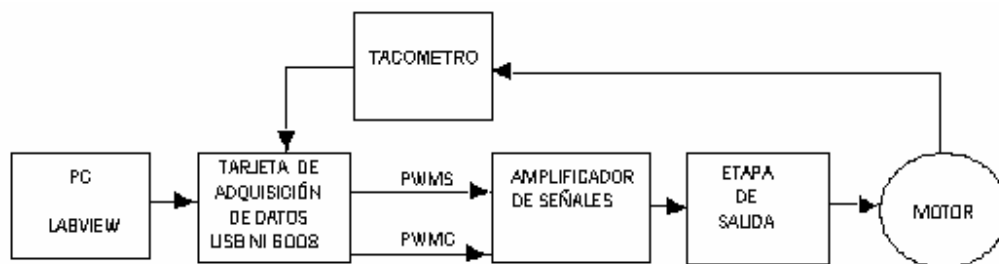 TACOMETRO
PC
LABVIEW
TARJETA DE
ADQUISICIÓN
DE DATOS
USB NI 6008
PWMS
PWMC
AMPLIFICADOR
DE SEÑALES
ETAPA
DE
SALIDA
MOTOR